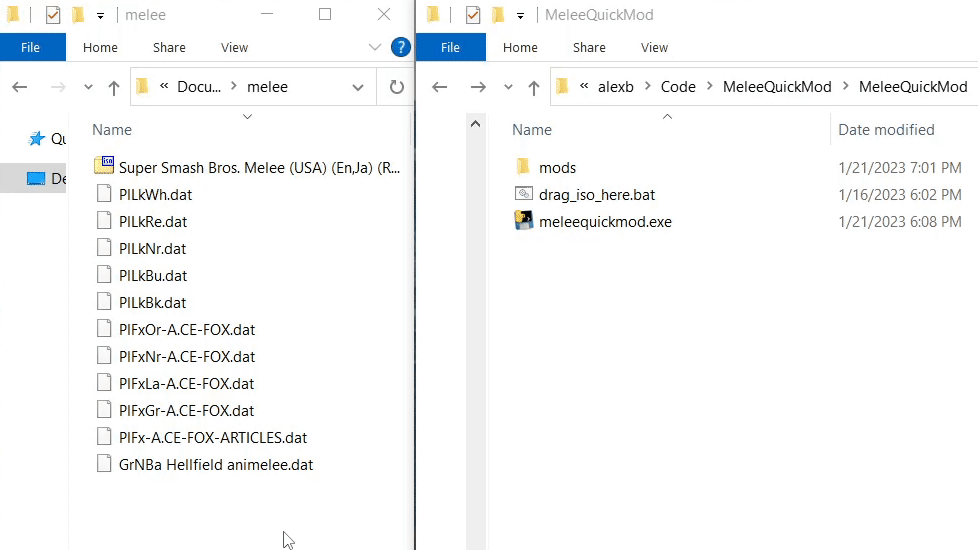 melee
File Home Share View
Docu... melee
Qu
De
Name
iso
Super Smash Bros. Melee (USA) (En,Ja) (R...
PlLkWh.dat
PlLkRe.dat
PlLkNr.dat
PlLkBu.dat
PlLkBk.dat
PlFxOr-A.CE-FOX.dat
PlFxNr-A.CE-FOX.dat
PlFxLa-A.CE-FOX.dat
PlFxGr-A.CE-FOX.dat
PlFx-A.CE-FOX-ARTICLES.dat
GrNBa Hellfield animelee.dat
MeleeQuickMod
File Home Share View
« alexb > Code > MeleeQuickMod > MeleeQuickMod
Name Date modified
mods 1/21/2023 7:01 PM
drag_iso_here.bat 1/16/2023 6:02 PM
meleequickmod.exe 1/21/2023 6:08 PM